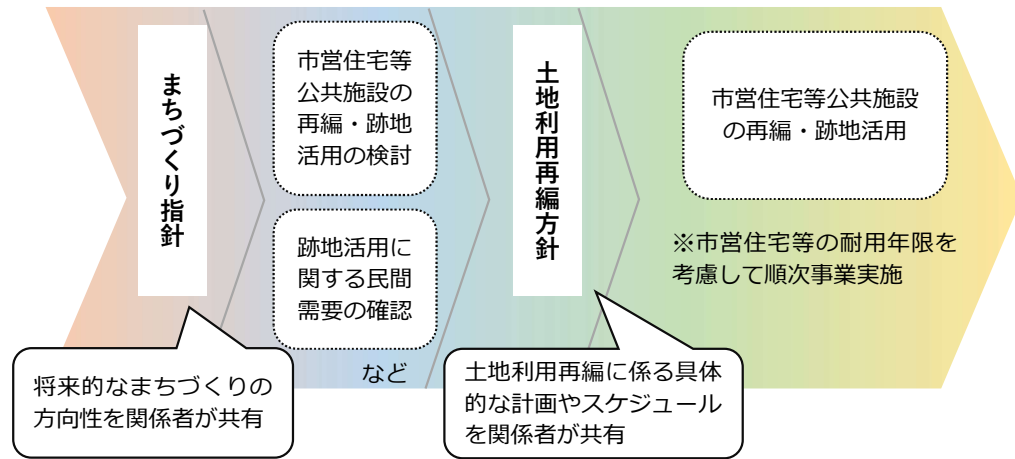 まちづくり指針
市営住宅等
公共施設の
再編・跡地
活用の検討
跡地活用に
関する民間
需要の確認
など
将来的なまちづくりの
方向性を関係者が共有
土地利用再編方針
土地利用再編に係る具体
的な計画やスケジュール
を関係者が共有
市営住宅等公共施設
の再編・跡地活用
※市営住宅等の耐用年限を
考慮して順次事業実施